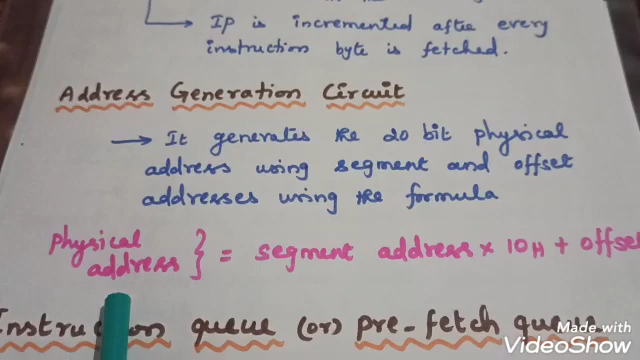 IP is incremented after every
instruction byte is fetched.
Address Generation Circuit
It generates the 20 bit physical
address using segment and offset
addresses using the formula
Physical
address } = segment address × 10H + offset
Instruction queue (or) pre-fetch queue
Made with
VideoShow